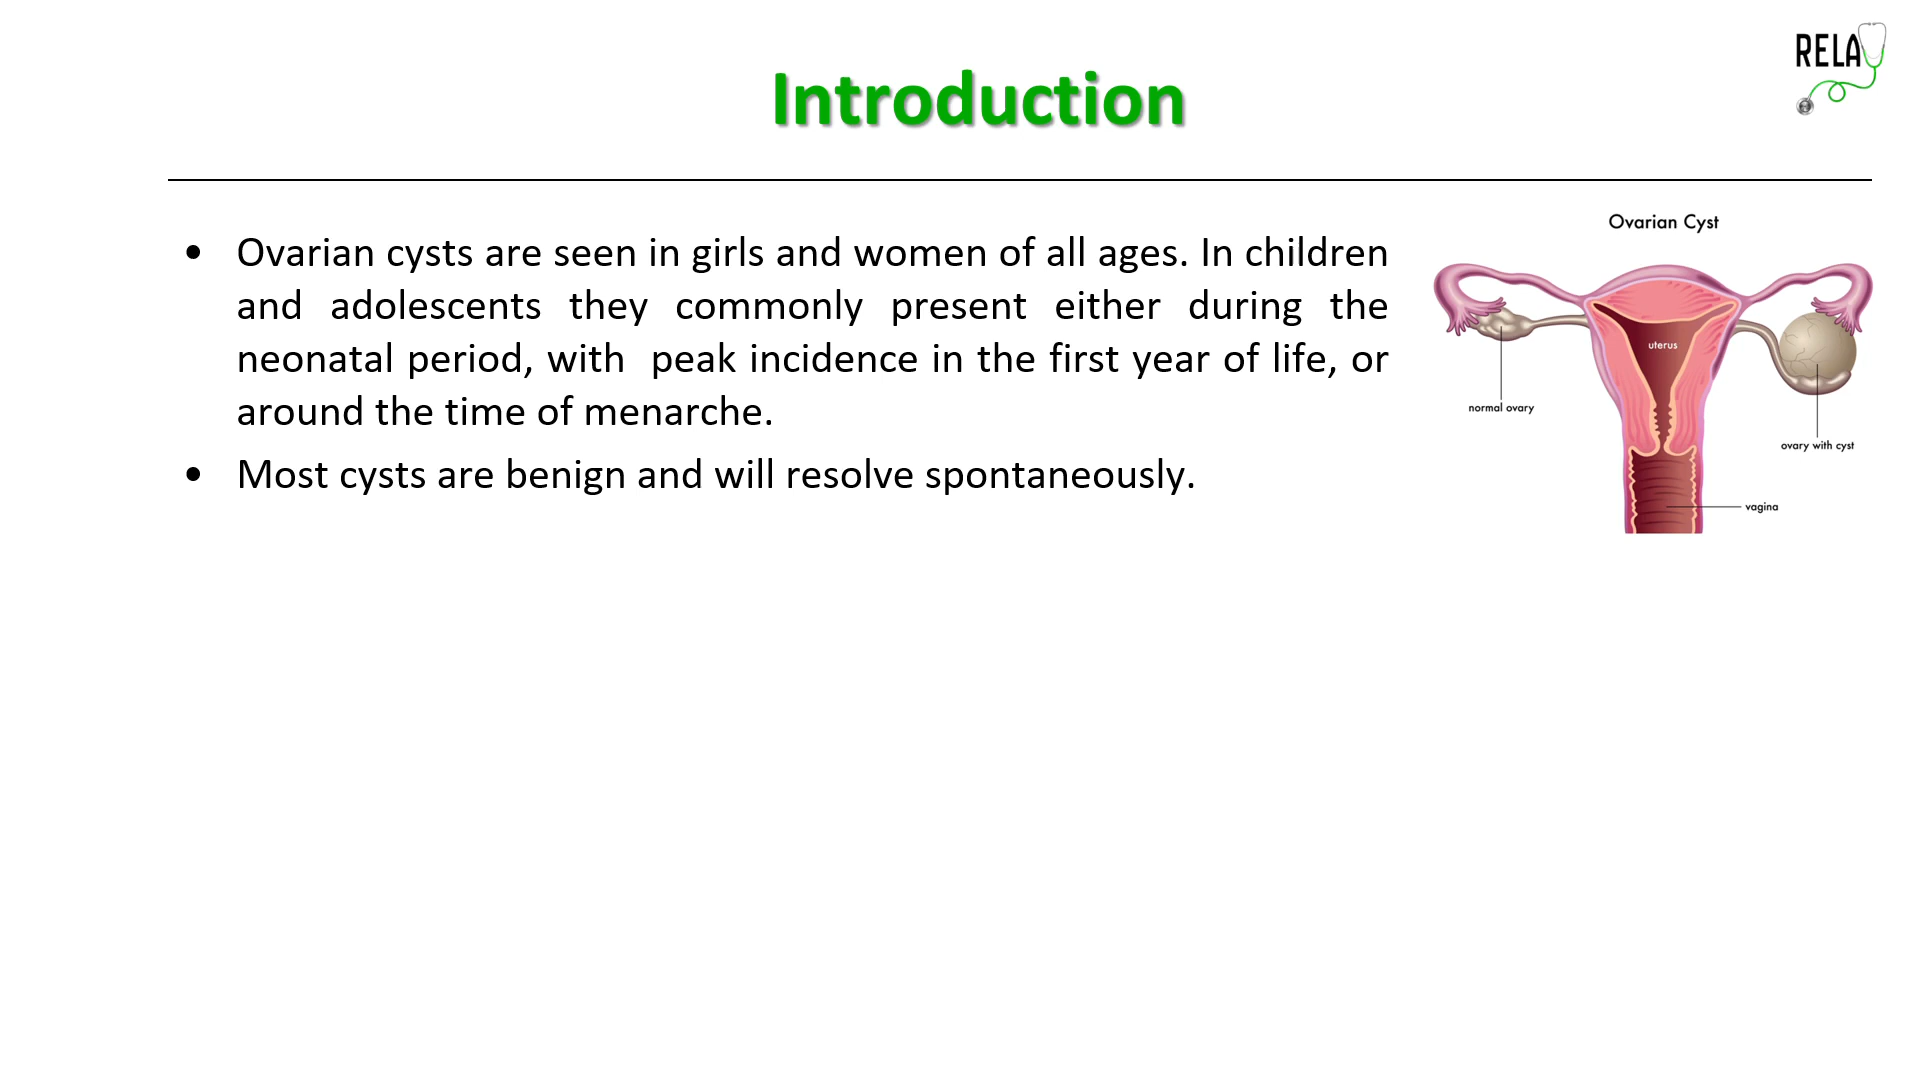 RELAY
Introduction
• Ovarian cysts are seen in girls and women of all ages. In children
and adolescents they commonly present either during the
neonatal period, with  peak incidence in the first year of life, or
around the time of menarche.
• Most cysts are benign and will resolve spontaneously.
Ovarian Cyst
uterus
normal ovary
ovary with cyst
vagina